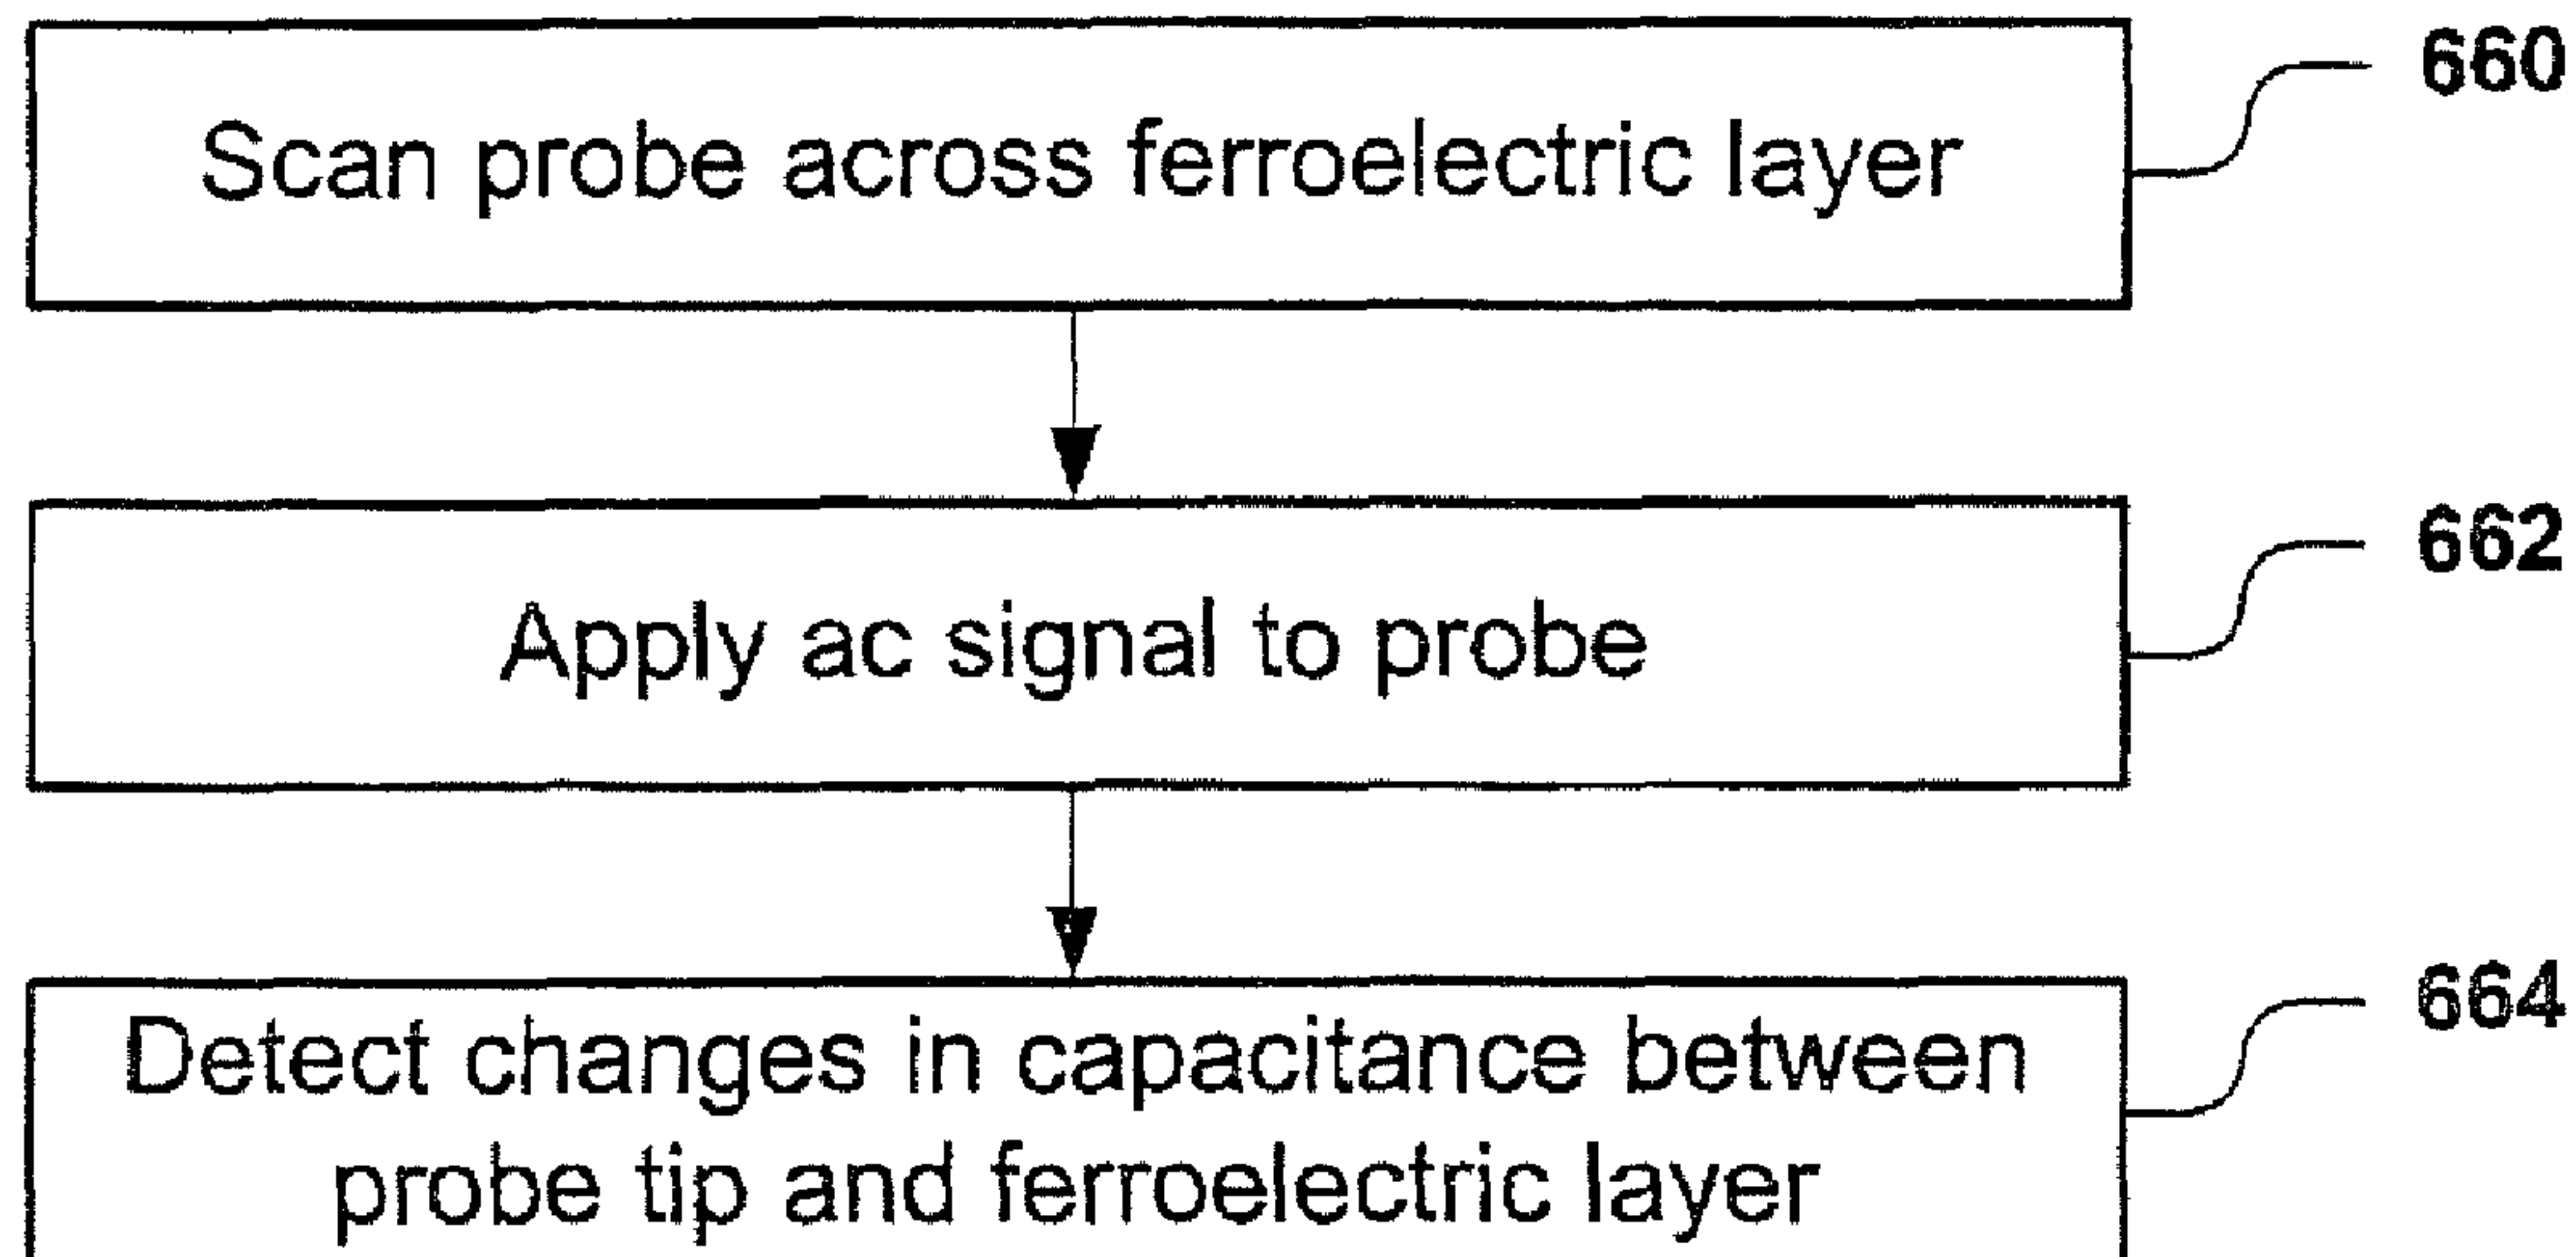 Scan probe across ferroelectric layer
660
Apply ac signal to probe
662
Detect changes in capacitance between
probe tip and ferroelectric layer
664